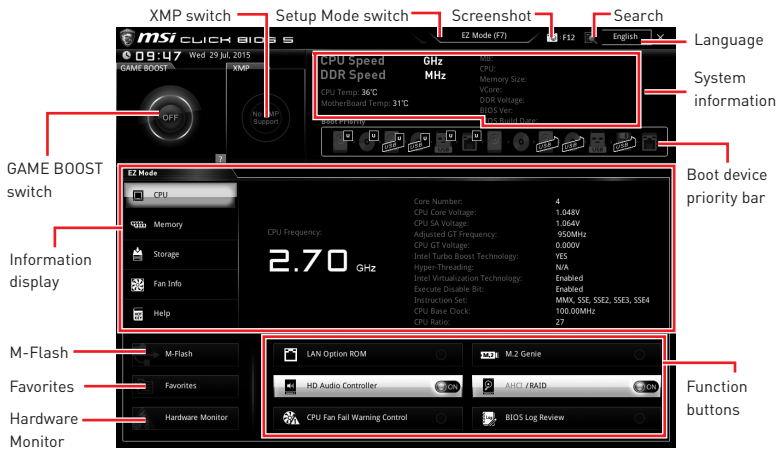 XMP switch
Setup Mode switch
Screenshot
Search
msi CLICK BIOS 5
EZ Mode (F7)
: F12
English
×
Language
09:47 Wed 29 Jul, 2015
GAME BOOST
XMP
OFF
No XMP Support
CPU Speed GHz
DDR Speed MHz
CPU Temp: 36°C
MotherBoard Temp: 31°C
MB:
CPU:
Memory Size:
VCore:
DDR Voltage:
BIOS Ver:
BIOS Build Date:
System
information
Boot Priority
U U U U U
USB USB USB USB USB
GAME BOOST
switch
?
Boot device
priority bar
EZ Mode
CPU
Memory
Storage
Fan Info
Help
CPU Frequency:
2.70 GHz
Core Number: 4
CPU Core Voltage: 1.048V
CPU SA Voltage: 1.064V
Adjusted GT Frequency: 950MHz
CPU GT Voltage: 0.000V
Intel Turbo Boost Technology: YES
Hyper-Threading: N/A
Intel Virtualization Technology: Enabled
Execute Disable Bit: Enabled
Instruction Set: MMX, SSE, SSE2, SSE3, SSE4
CPU Base Clock: 100.00MHz
CPU Ratio: 27
Information
display
M-Flash
Favorites
Hardware
Monitor
M-Flash
Favorites
Hardware Monitor
LAN Option ROM
M.2 M.2 Genie
HD Audio Controller ON
AHCI /RAID ON
CPU Fan Fail Warning Control
BIOS Log Review
Function
buttons